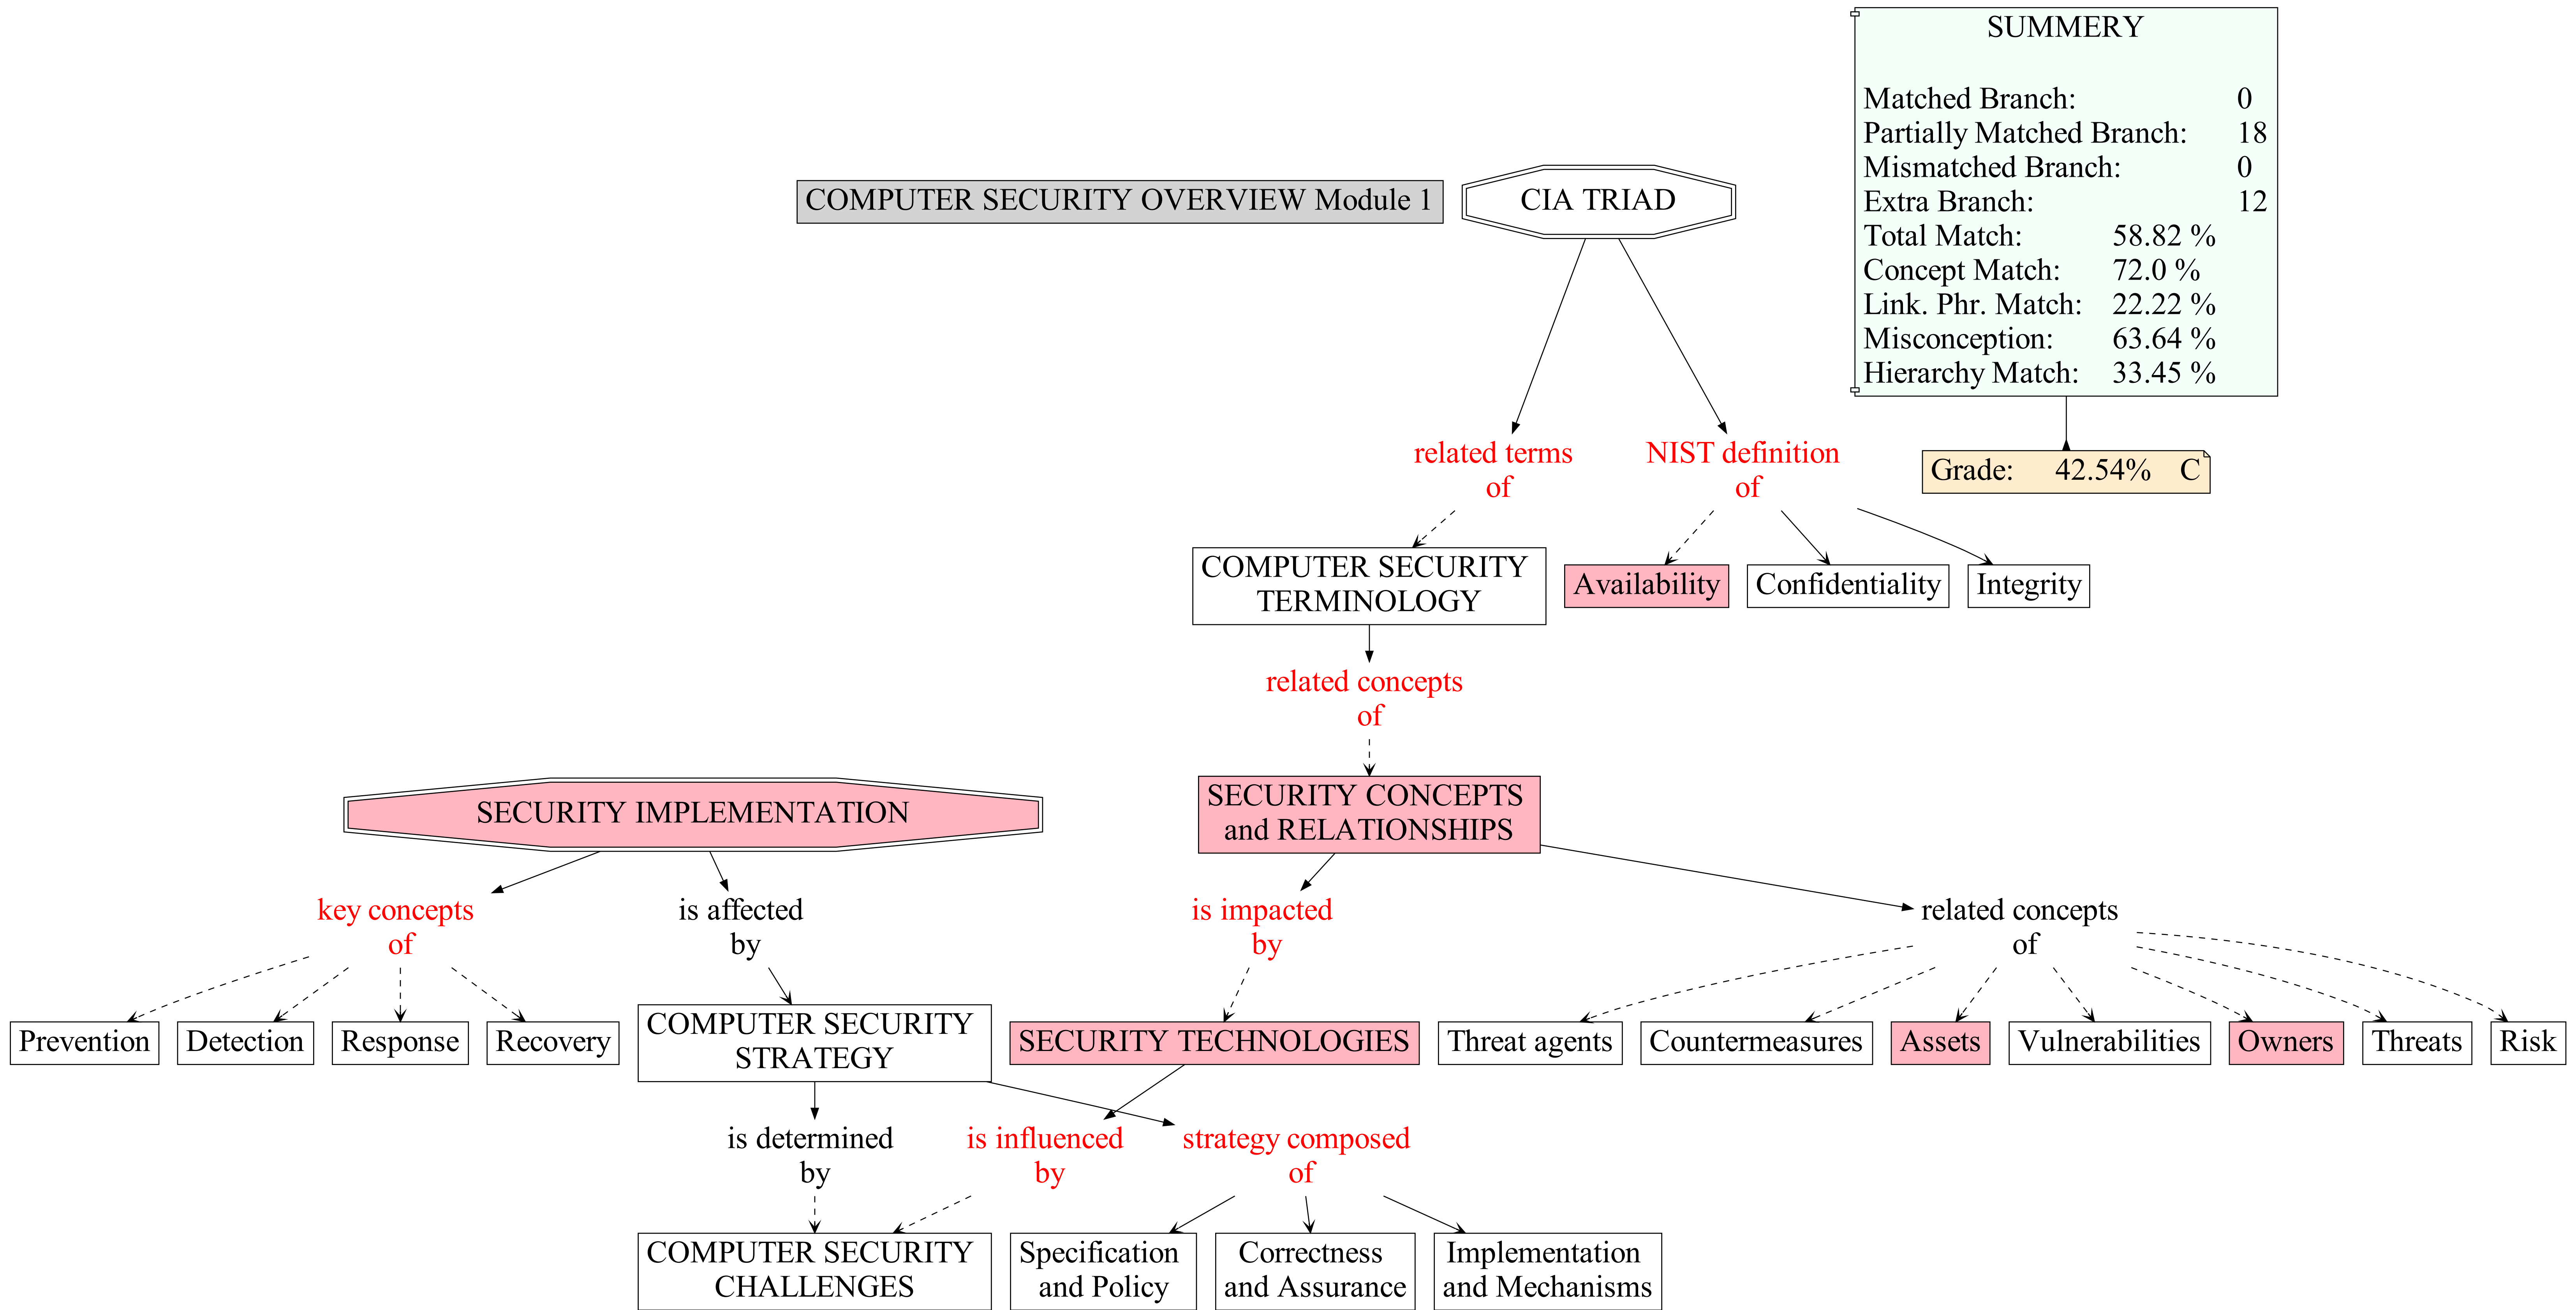 SUMMERY
Matched Branch: 0
Partially Matched Branch: 18
Mismatched Branch: 0
Extra Branch: 12
Total Match: 58.82 %
Concept Match: 72.0 %
Link. Phr. Match: 22.22 %
Misconception: 63.64 %
Hierarchy Match: 33.45 %
Grade: 42.54% C
COMPUTER SECURITY OVERVIEW Module 1
CIA TRIAD
related terms
of
NIST definition
of
COMPUTER SECURITY
TERMINOLOGY
Availability
Confidentiality
Integrity
related concepts
of
SECURITY IMPLEMENTATION
SECURITY CONCEPTS
and RELATIONSHIPS
key concepts
of
is affected
by
is impacted
by
related concepts
of
Prevention
Detection
Response
Recovery
COMPUTER SECURITY
STRATEGY
SECURITY TECHNOLOGIES
Threat agents
Countermeasures
Assets
Vulnerabilities
Owners
Threats
Risk
is determined
by
is influenced
by
strategy composed
of
COMPUTER SECURITY
CHALLENGES
Specification
and Policy
Correctness
and Assurance
Implementation
and Mechanisms